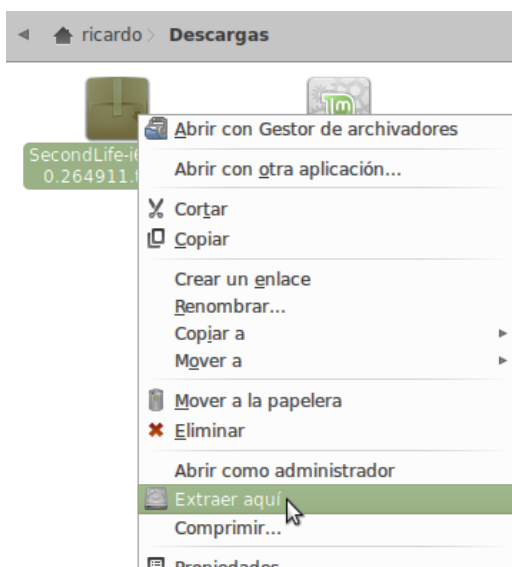 ricardo Descargas
SecondLife-i
0.264911.
Abrir con Gestor de archivadores
Abrir con otra aplicación...
Cortar
Copiar
Crear un enlace
Renombrar...
Copiar a
Mover a
Mover a la papelera
Eliminar
Abrir como administrador
Extraer aquí
Comprimir...
Propiedades